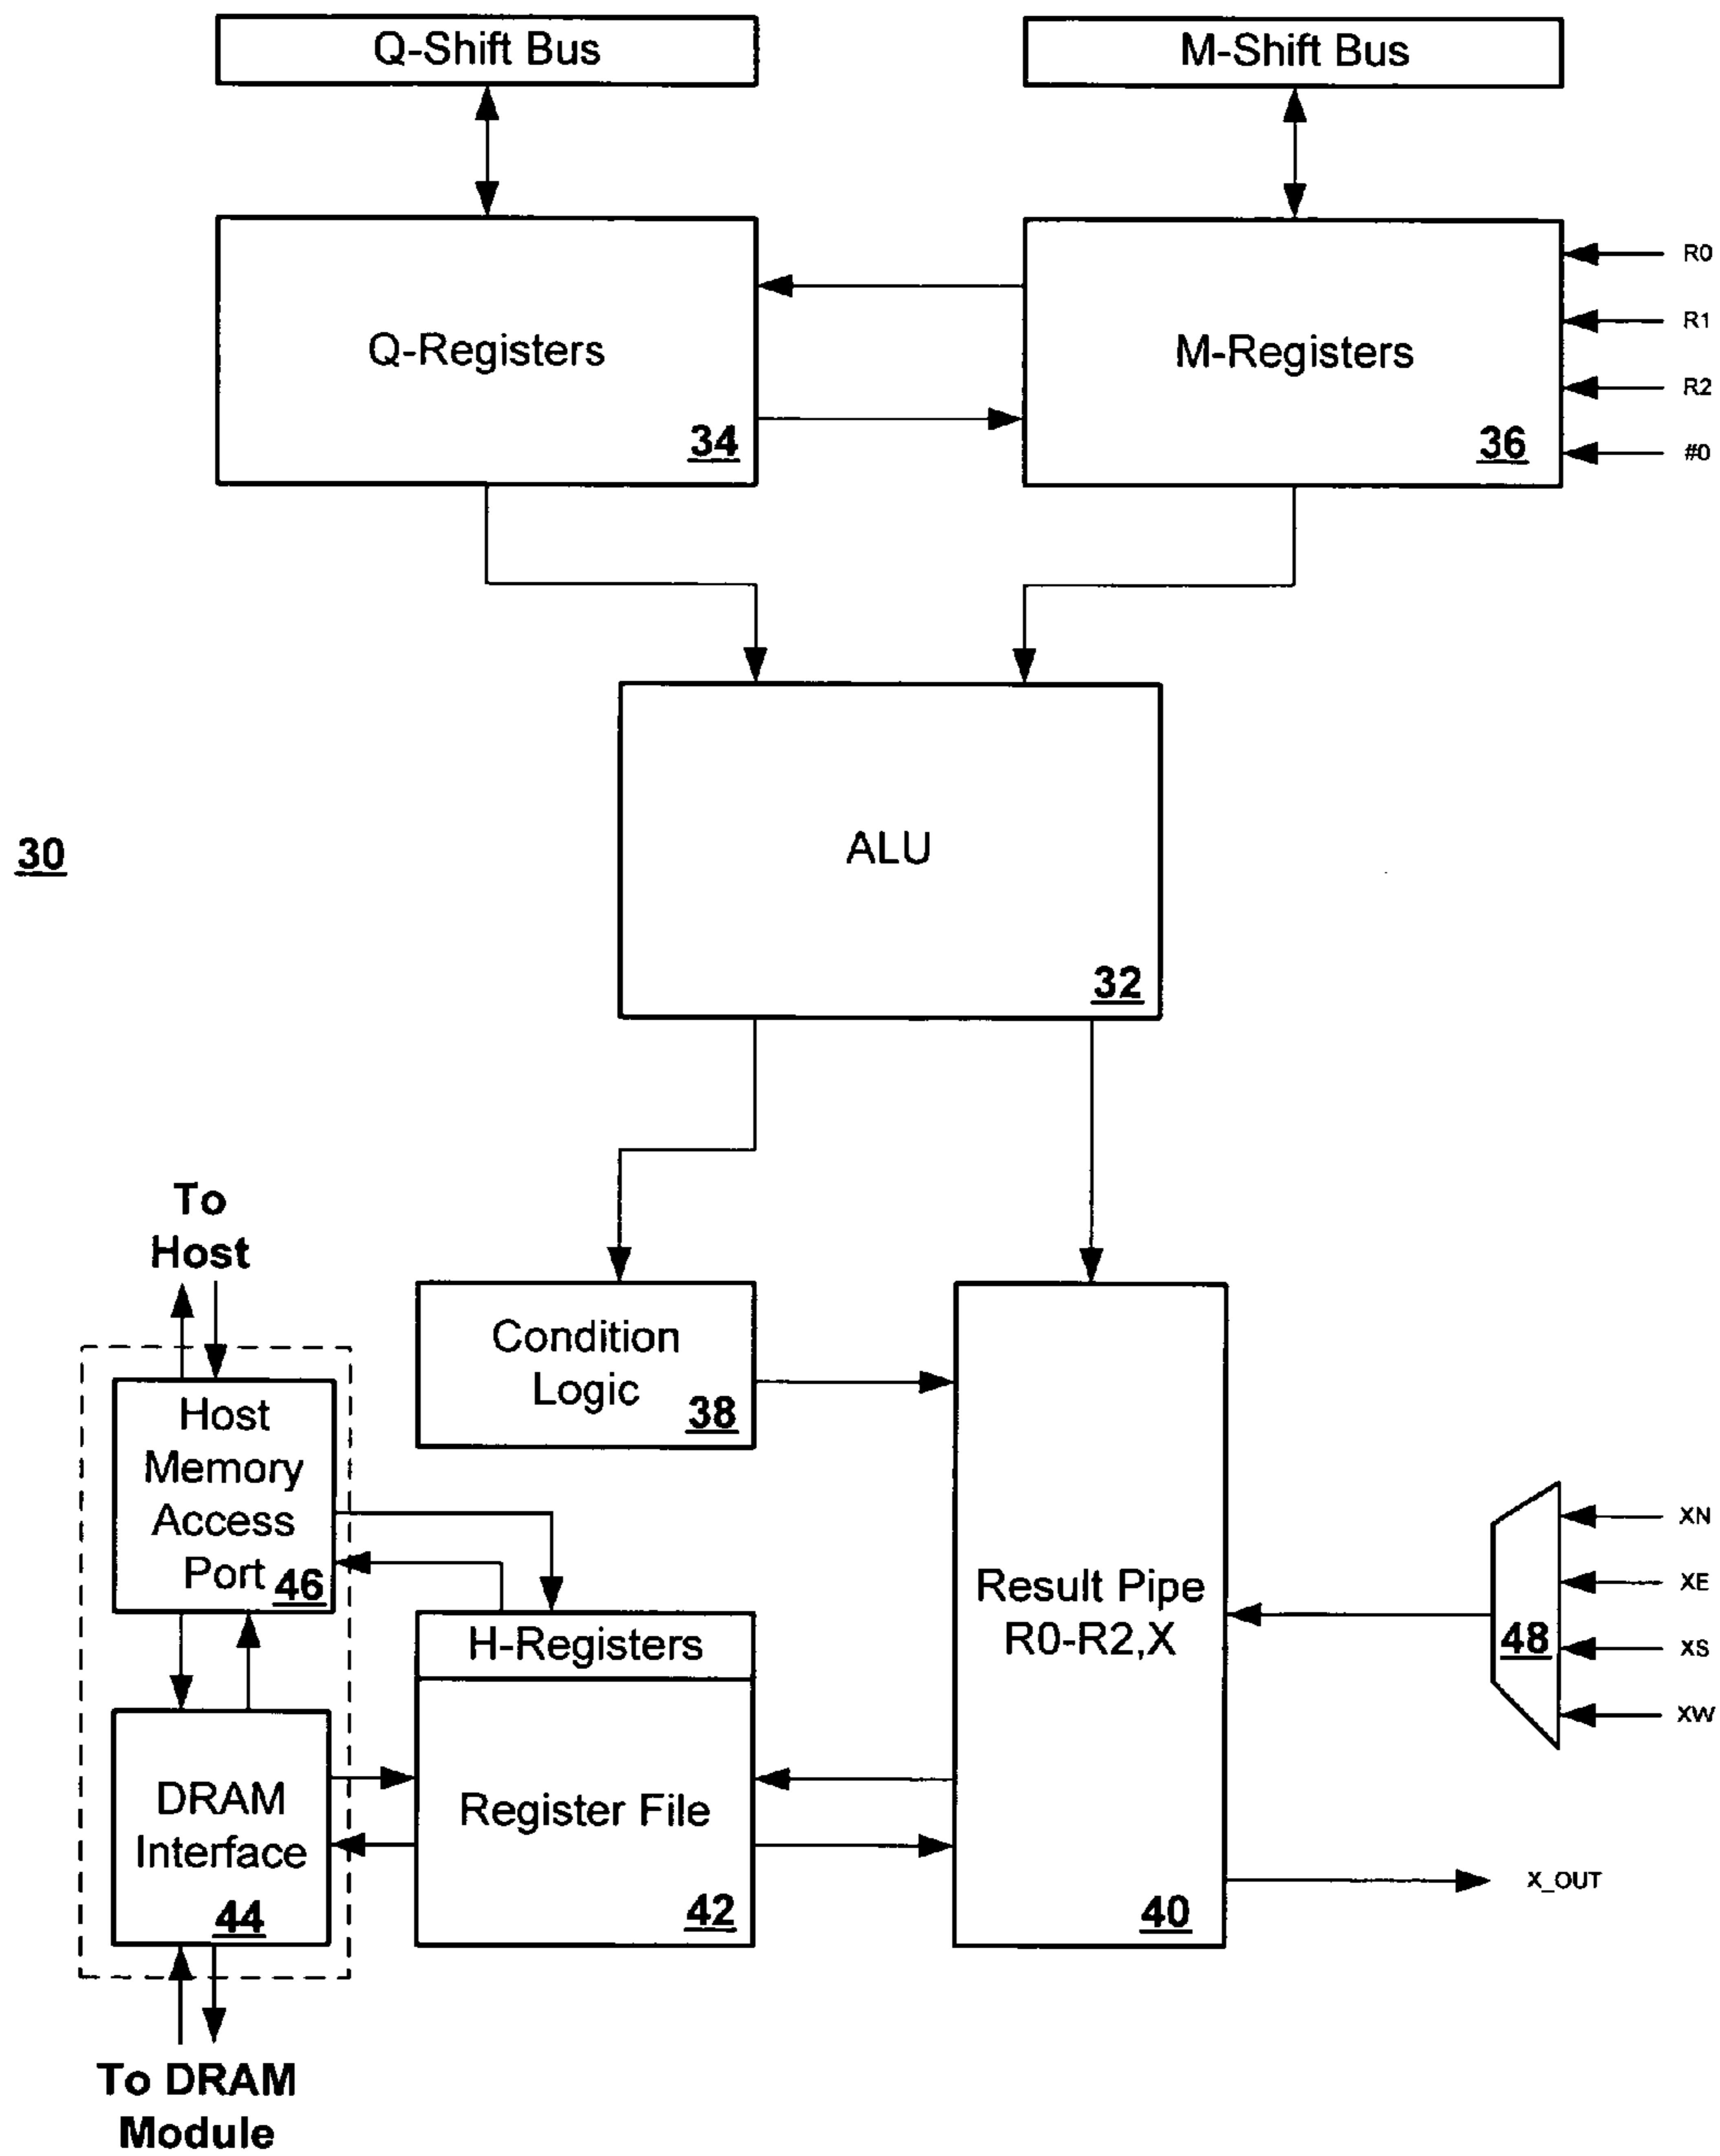 Q-Shift Bus
M-Shift Bus
Q-Registers
34
M-Registers
36
R0
R1
R2
#0
30
ALU
32
To
Host
Condition
Logic
38
Host
Memory
Access
Port 46
H-Registers
Register File
42
DRAM
Interface
44
Result Pipe
R0-R2,X
40
48
XN
XE
XS
XW
X_OUT
To DRAM
Module